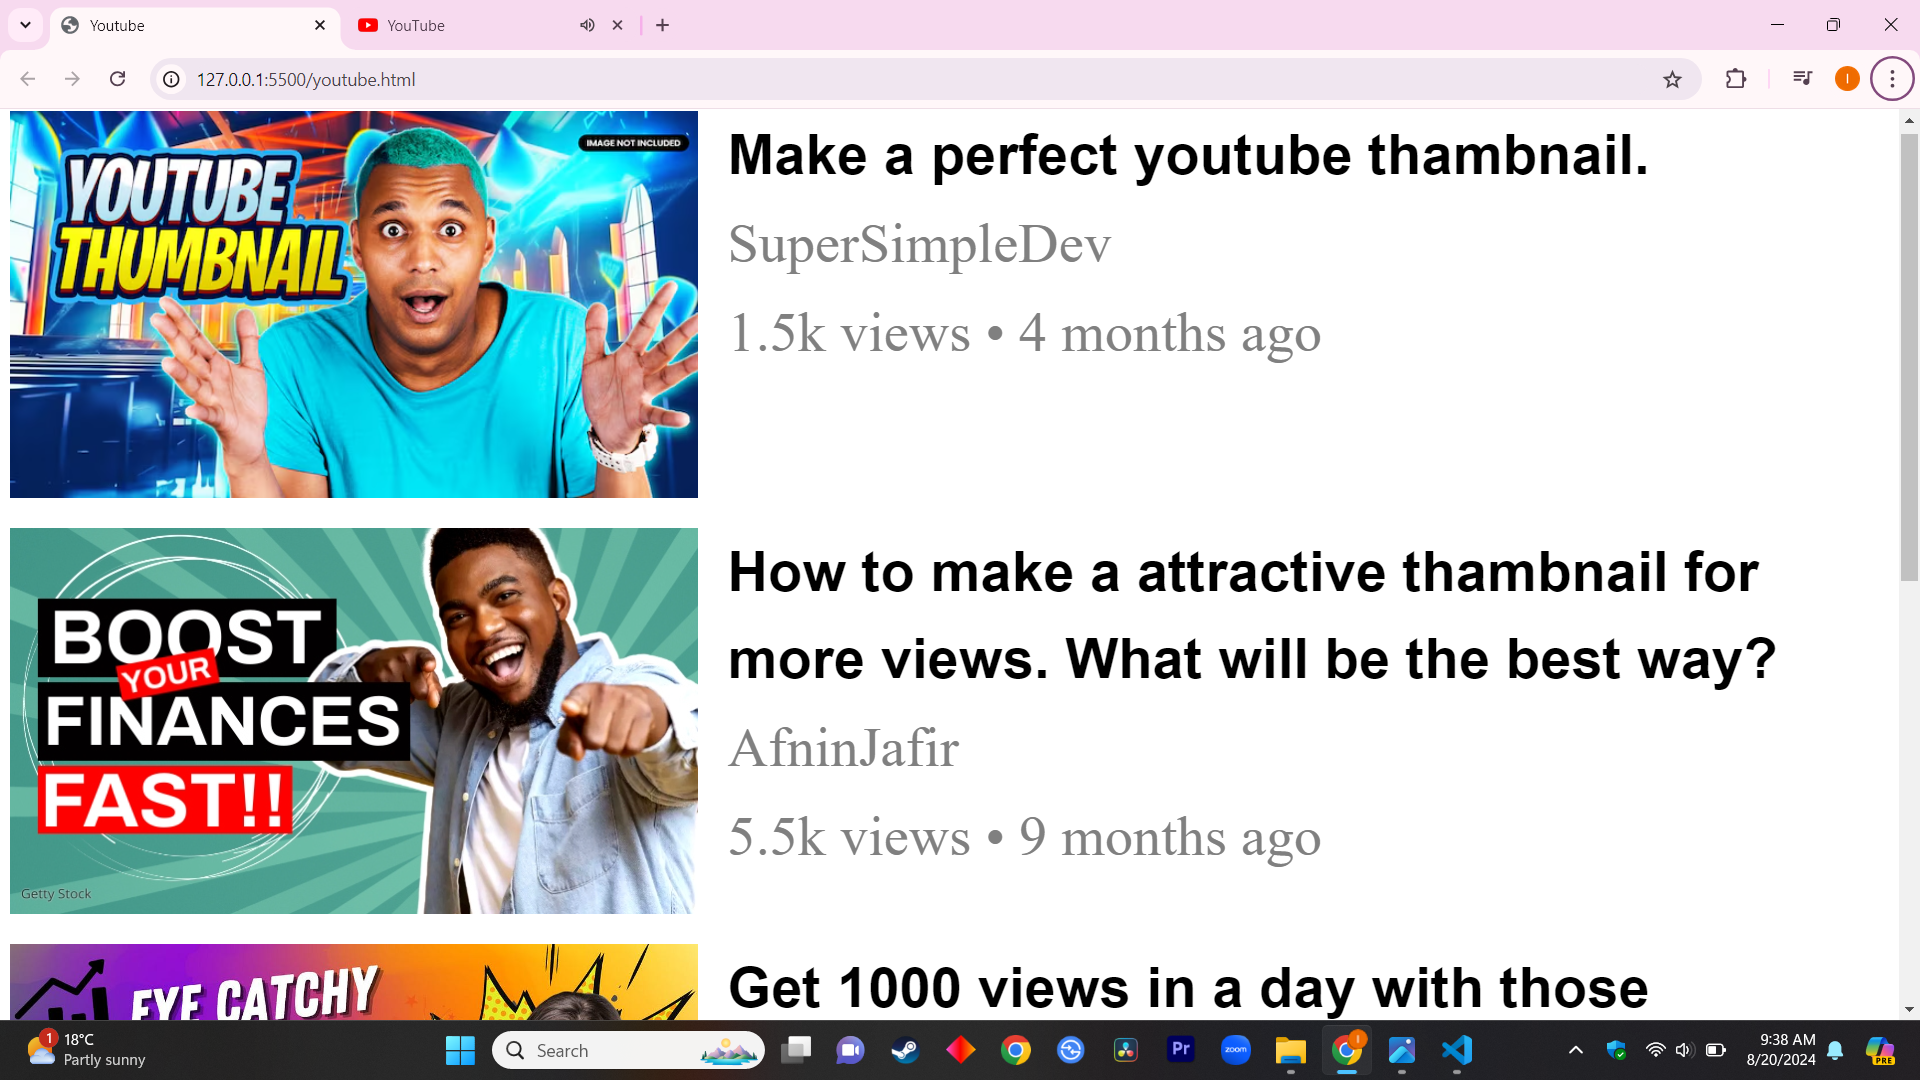 Youtube
YouTube
127.0.0.1:5500/youtube.html
I
IMAGE NOT INCLUDED
YOUTUBE
THUMBNAIL
Make a perfect youtube thambnail.
SuperSimpleDev
1.5k views • 4 months ago
BOOST
YOUR
FINANCES
FAST!!
Getty Stock
How to make a attractive thambnail for
more views. What will be the best way?
AfninJafir
5.5k views • 9 months ago
EYE CATCHY
Get 1000 views in a day with those
1
18°C
Partly sunny
Search
Pr
zoom
I
9:38 AM
8/20/2024
PRE